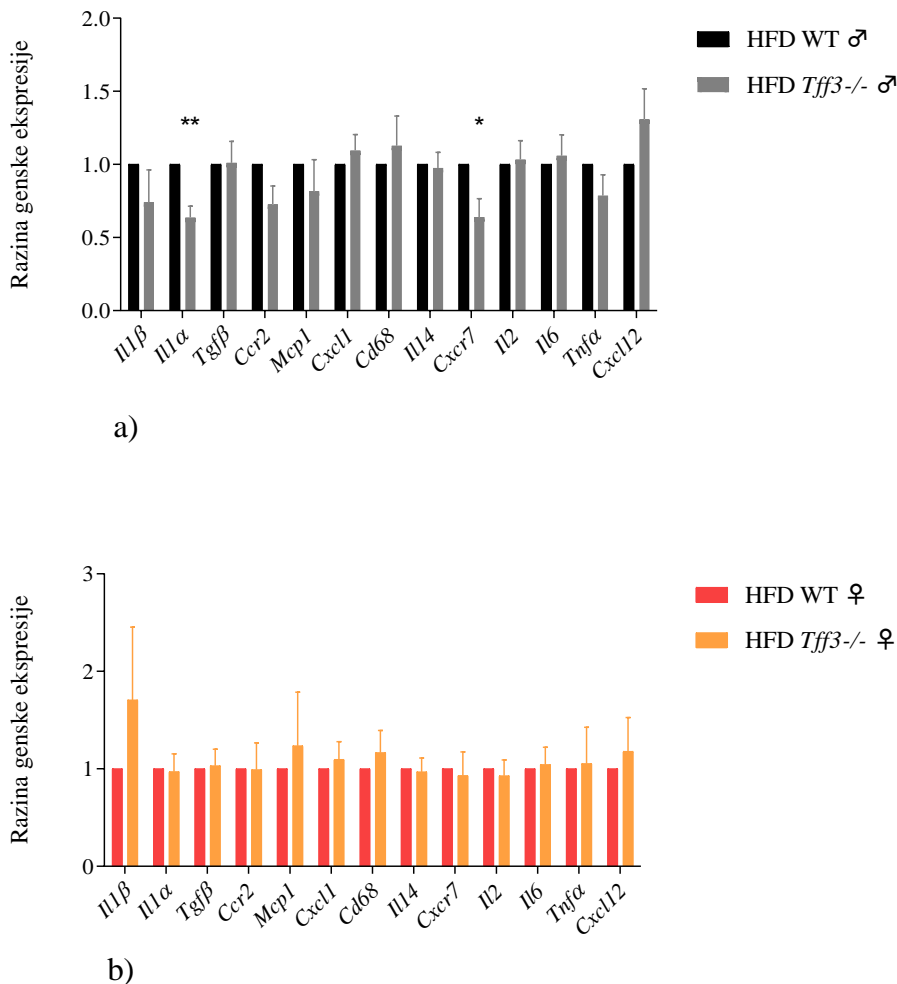 2.0
1.5
1.0
0.5
0.0
Razina genske ekspresije
** *
HFD WT ♂
HFD Tff3-/- ♂
Il1β Il1α Tgfβ Ccr2 Mcp1 Cxcl1 Cd68 Il14 Cxcr7 Il2 Il6 Tnfα Cxcl12
a)
3
2
1
0
Razina genske ekspresije
HFD WT ♀
HFD Tff3-/- ♀
Il1β Il1α Tgfβ Ccr2 Mcp1 Cxcl1 Cd68 Il14 Cxcr7 Il2 Il6 Tnfα Cxcl12
b)